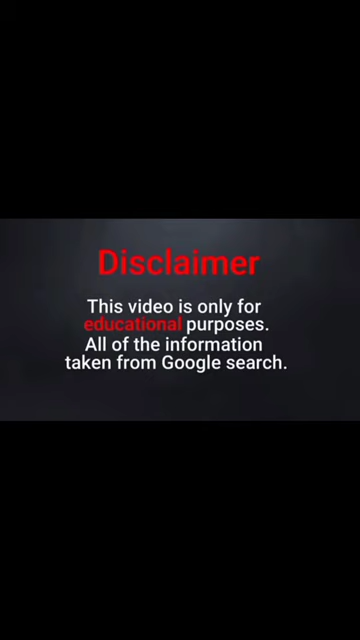 Disclaimer
This video is only for
educational purposes.
All of the information
taken from Google search.